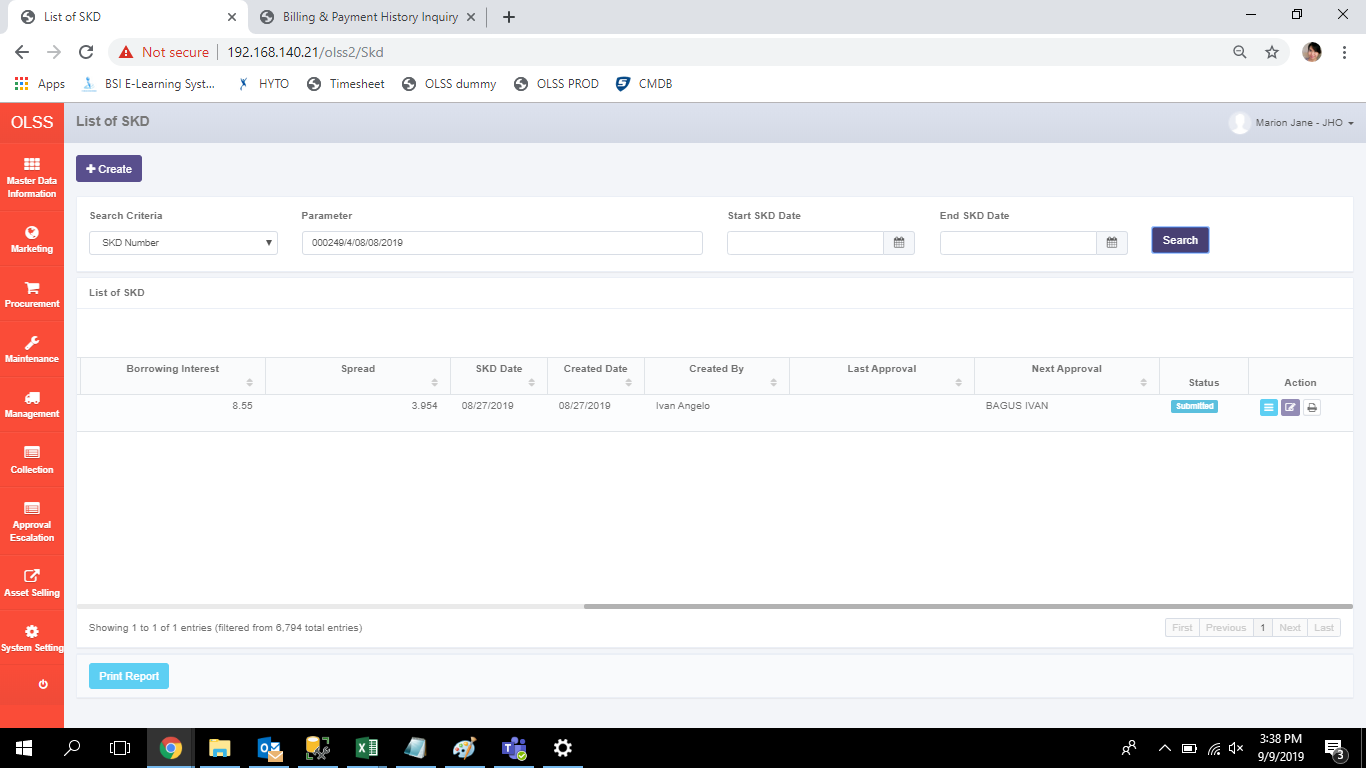 List of SKD
Billing & Payment History Inquiry
Not secure
192.168.140.21/olss2/Skd
Apps
BSI E-Learning Syst...
HYTO
Timesheet
OLSS dummy
OLSS PROD
CMDB
OLSS
List of SKD
Marion Jane - JHO
Master Data
Information
Marketing
Procurement
Maintenance
Management
Collection
Approval
Escalation
Asset Selling
System Setting
Create
Search Criteria
Parameter
Start SKD Date
End SKD Date
SKD Number
000249/4/08/08/2019
Search
List of SKD
Borrowing Interest
Spread
SKD Date
Created Date
Created By
Last Approval
Next Approval
Status
Action
8.55
3.954
08/27/2019
08/27/2019
Ivan Angelo
BAGUS IVAN
Submitted
Showing 1 to 1 of 1 entries (filtered from 6,794 total entries)
First
Previous
1
Next
Last
Print Report
3:38 PM
9/9/2019
3